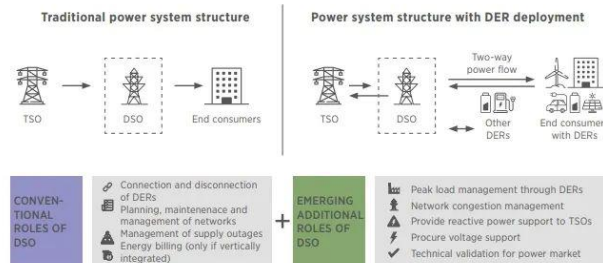 Traditional power system structure
TSO
DSO
End consumers
Power system structure with DER deployment
Two-way
power flow
TSO
DSO
Other
DERs
End consumers
with DERs
CONVEN-
TIONAL
ROLES OF
DSO
Connection and disconnection
of DERs
Planning, maintenenace and
management of networks
Management of supply outages
Energy billing (only if vertically
integrated)
+
EMERGING
ADDITIONAL
ROLES OF
DSO
Peak load management through DERs
Network congestion management
Provide reactive power support to TSOs
Procure voltage support
Technical validation for power market